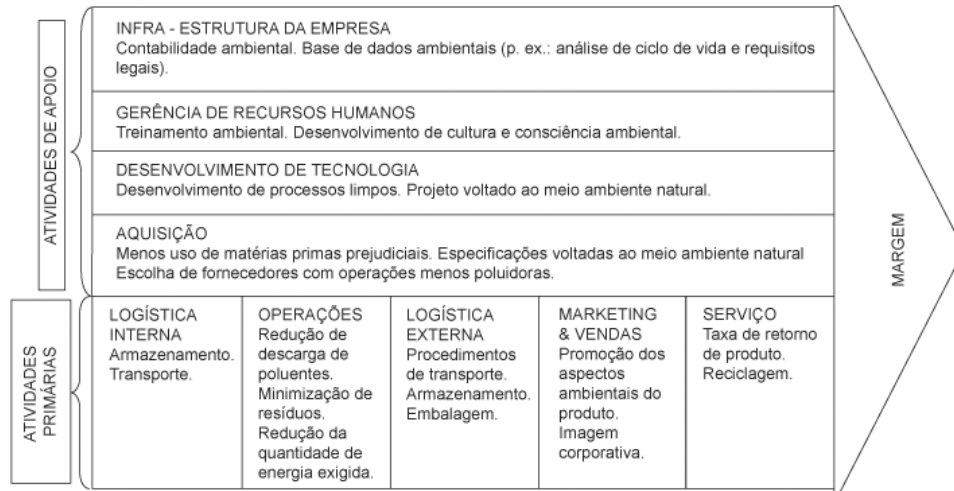 ATIVIDADES DE APOIO
INFRA - ESTRUTURA DA EMPRESA
Contabilidade ambiental. Base de dados ambientais (p. ex.: análise de ciclo de vida e requisitos
legais).
GERÊNCIA DE RECURSOS HUMANOS
Treinamento ambiental. Desenvolvimento de cultura e consciência ambiental.
DESENVOLVIMENTO DE TECNOLOGIA
Desenvolvimento de processos limpos. Projeto voltado ao meio ambiente natural.
AQUISIÇÃO
Menos uso de matérias primas prejudiciais. Especificações voltadas ao meio ambiente natural
Escolha de fornecedores com operações menos poluidoras.
ATIVIDADES
PRIMÁRIAS
LOGÍSTICA
INTERNA
Armazenamento.
Transporte.
OPERAÇÕES
Redução de
descarga de
poluentes.
Minimização de
resíduos.
Redução da
quantidade de
energia exigida.
LOGÍSTICA
EXTERNA
Procedimentos
de transporte.
Armazenamento.
Embalagem.
MARKETING
& VENDAS
Promoção dos
aspectos
ambientais do
produto.
Imagem
corporativa.
SERVIÇO
Taxa de retorno
de produto.
Reciclagem.
MARGEM